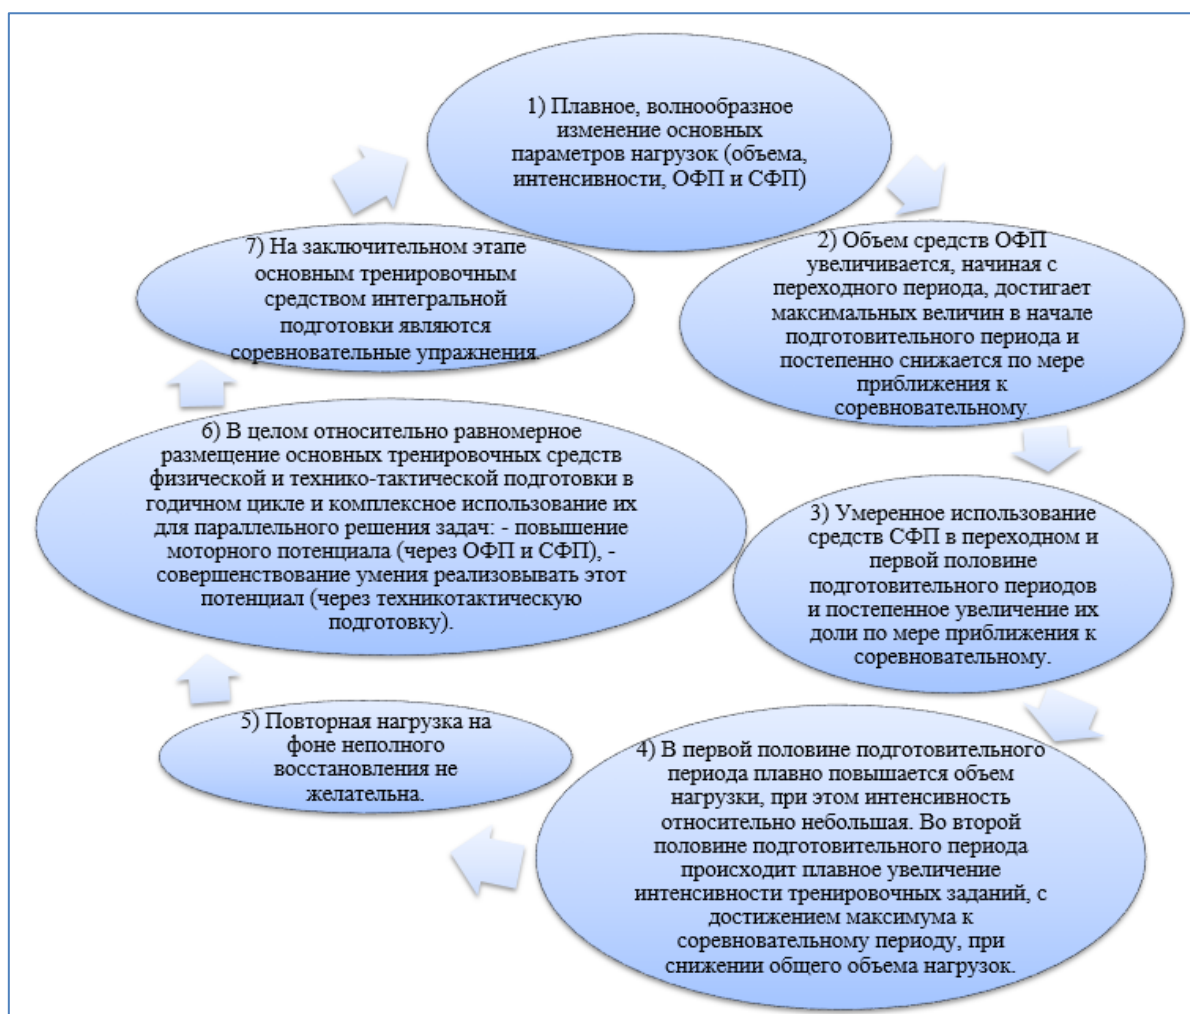 1) Плавное, волнообразное
изменение основных
параметров нагрузок (объема,
интенсивности, ОФП и СФП)
2) Объем средств ОФП
увеличивается, начиная с
переходного периода, достигает
максимальных величин в начале
подготовительного периода и
постепенно снижается по мере
приближения к
соревновательному.
3) Умеренное использование
средств СФП в переходном и
первой половине
подготовительного периодов
и постепенное увеличение их
доли по мере приближения к
соревновательному.
4) В первой половине подготовительного
периода плавно повышается объем
нагрузки, при этом интенсивность
относительно небольшая. Во второй
половине подготовительного периода
происходит плавное увеличение
интенсивности тренировочных заданий, с
достижением максимума к
соревновательному периоду, при
снижении общего объема нагрузок.
5) Повторная нагрузка на
фоне неполного
восстановления не
желательна.
6) В целом относительно равномерное
размещение основных тренировочных средств
физической и технико-тактической подготовки в
годичном цикле и комплексное использование их
для параллельного решения задач: - повышение
моторного потенциала (через ОФП и СФП), -
совершенствование умения реализовывать этот
потенциал (через техникотактическую
подготовку).
7) На заключительном этапе
основным тренировочным
средством интегральной
подготовки являются
соревновательные упражнения.